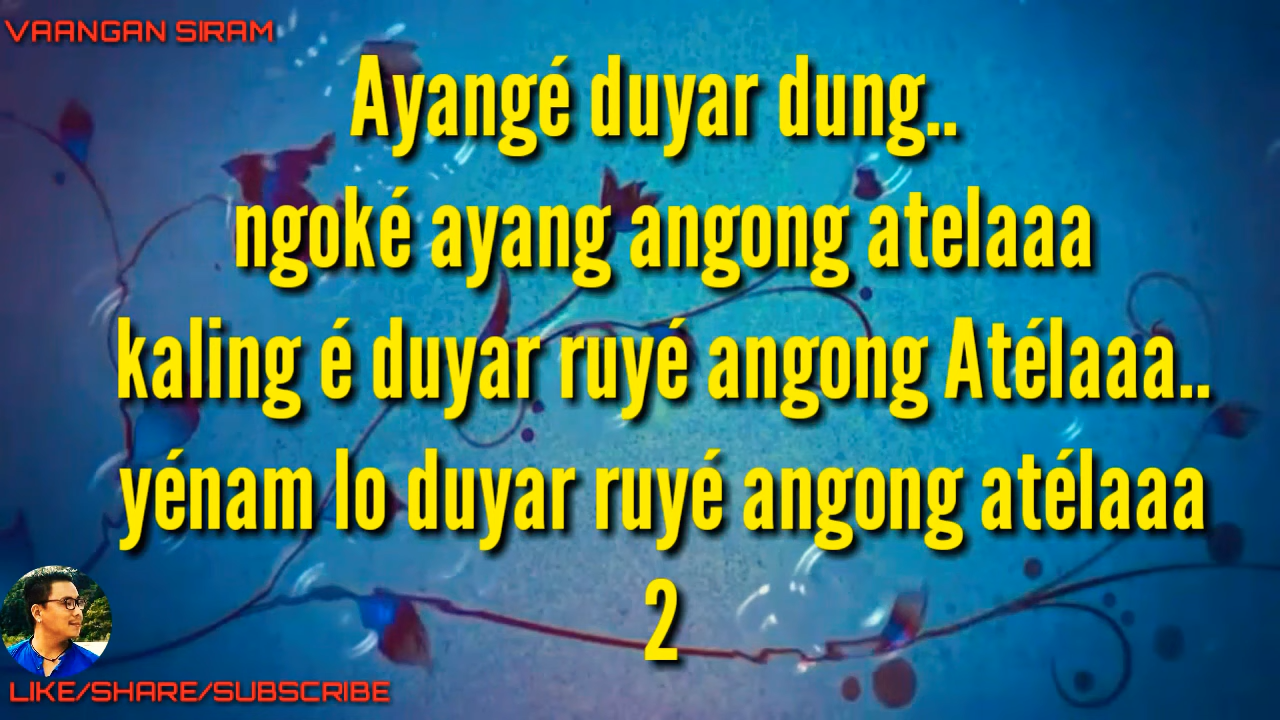 VAANGAN SIRAM
Ayangé duyar dung..
ngoké ayang angong atelaaa
kaling é duyar ruyé angong Atélaaa..
yénam lo duyar ruyé angong atélaaa
2
LIKE/SHARE/SUBSCRIBE